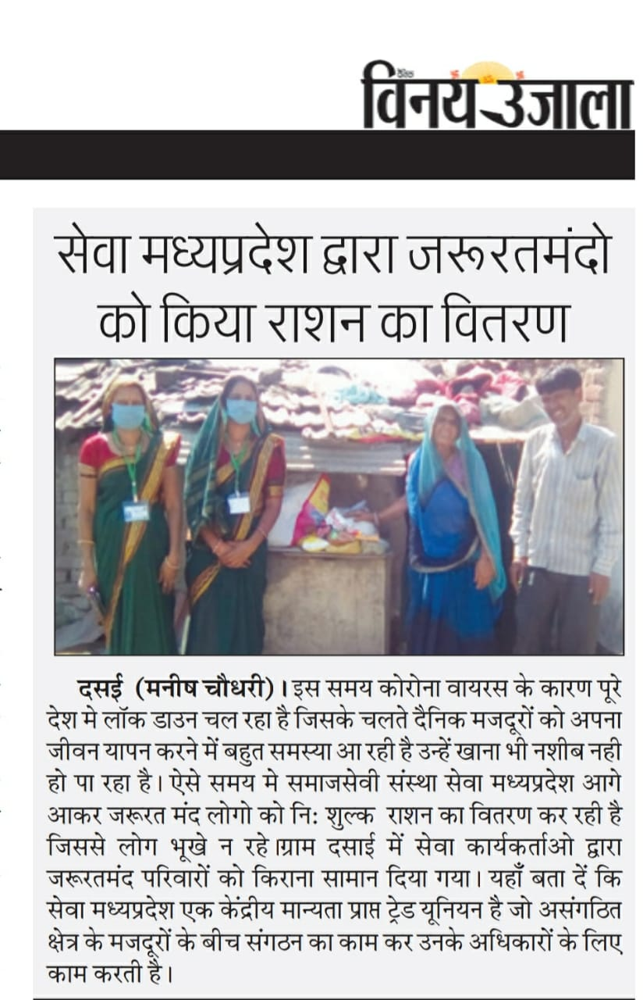 दैनिक
विनय उजाला
सेवा मध्यप्रदेश द्वारा जरूरतमंदो
को किया राशन का वितरण
दसई (मनीष चौधरी)। इस समय कोरोना वायरस के कारण पूरे
देश मे लॉक डाउन चल रहा है जिसके चलते दैनिक मजदूरों को अपना
जीवन यापन करने में बहुत समस्या आ रही है उन्हें खाना भी नशीब नही
हो पा रहा है। ऐसे समय मे समाजसेवी संस्था सेवा मध्यप्रदेश आगे
आकर जरूरत मंद लोगो को नि: शुल्क राशन का वितरण कर रही है
जिससे लोग भूखे न रहे।ग्राम दसाई में सेवा कार्यकर्ताओ द्वारा
जरूरतमंद परिवारों को किराना सामान दिया गया। यहाँ बता दें कि
सेवा मध्यप्रदेश एक केंद्रीय मान्यता प्राप्त ट्रेड यूनियन है जो असंगठित
क्षेत्र के मजदूरों के बीच संगठन का काम कर उनके अधिकारों के लिए
काम करती है।